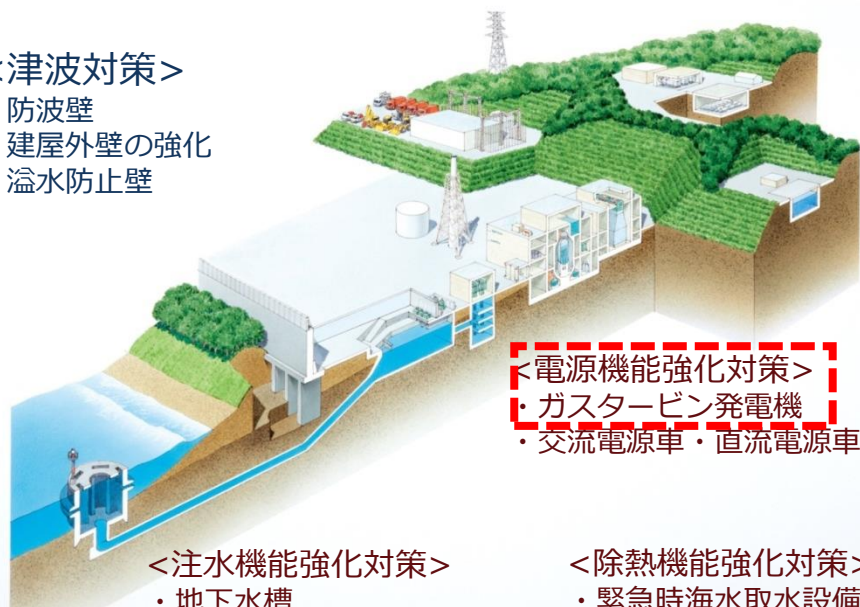 <津波対策>
防波壁
建屋外壁の強化
溢水防止壁
<電源機能強化対策>
・ガスタービン発電機
・交流電源車・直流電源車
<注水機能強化対策>
・地下水槽
<除熱機能強化対策>
・緊急時海水取水設備